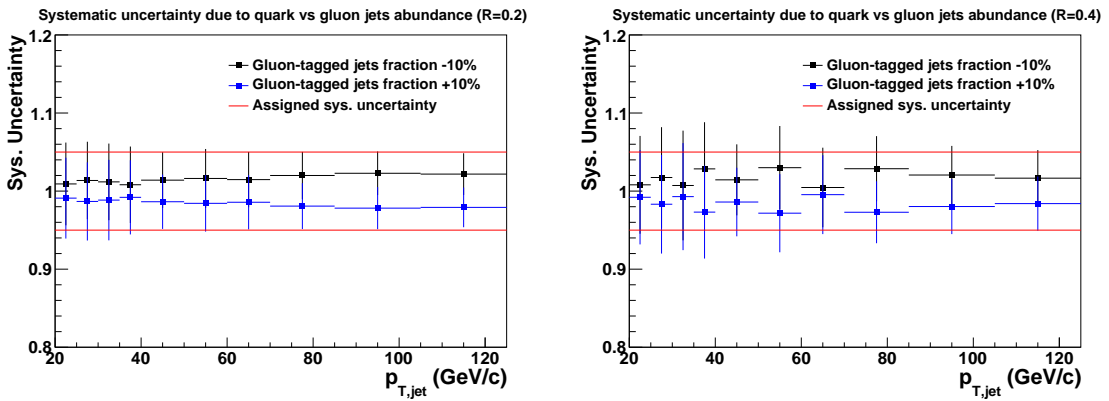 Systematic uncertainty due to quark vs gluon jets abundance (R=0.2)
Sys. Uncertainty
1.2
1.1
1
0.9
0.8
Gluon-tagged jets fraction -10%
Gluon-tagged jets fraction +10%
Assigned sys. uncertainty
20 40 60 80 100 120
p_T,jet (GeV/c)
Systematic uncertainty due to quark vs gluon jets abundance (R=0.4)
Sys. Uncertainty
1.2
1.1
1
0.9
0.8
Gluon-tagged jets fraction -10%
Gluon-tagged jets fraction +10%
Assigned sys. uncertainty
20 40 60 80 100 120
p_T,jet (GeV/c)